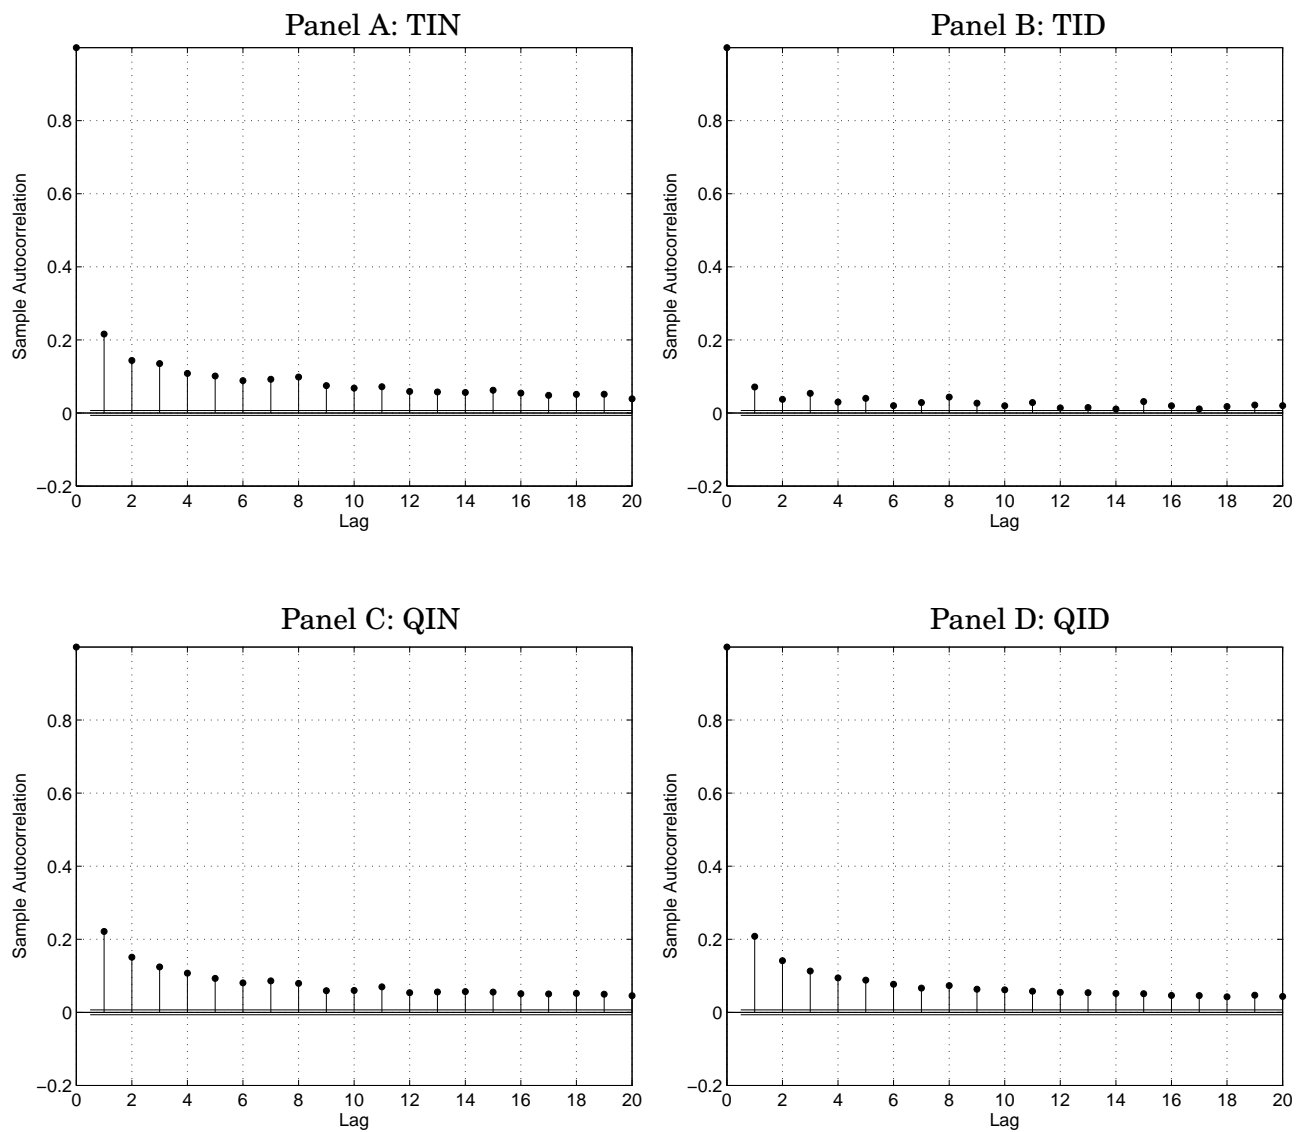 Panel A: TIN
Sample Autocorrelation
0.8
0.6
0.4
0.2
0
−0.2
0 2 4 6 8 10 12 14 16 18 20
Lag
Panel B: TID
Sample Autocorrelation
0.8
0.6
0.4
0.2
0
−0.2
0 2 4 6 8 10 12 14 16 18 20
Lag
Panel C: QIN
Sample Autocorrelation
0.8
0.6
0.4
0.2
0
−0.2
0 2 4 6 8 10 12 14 16 18 20
Lag
Panel D: QID
Sample Autocorrelation
0.8
0.6
0.4
0.2
0
−0.2
0 2 4 6 8 10 12 14 16 18 20
Lag